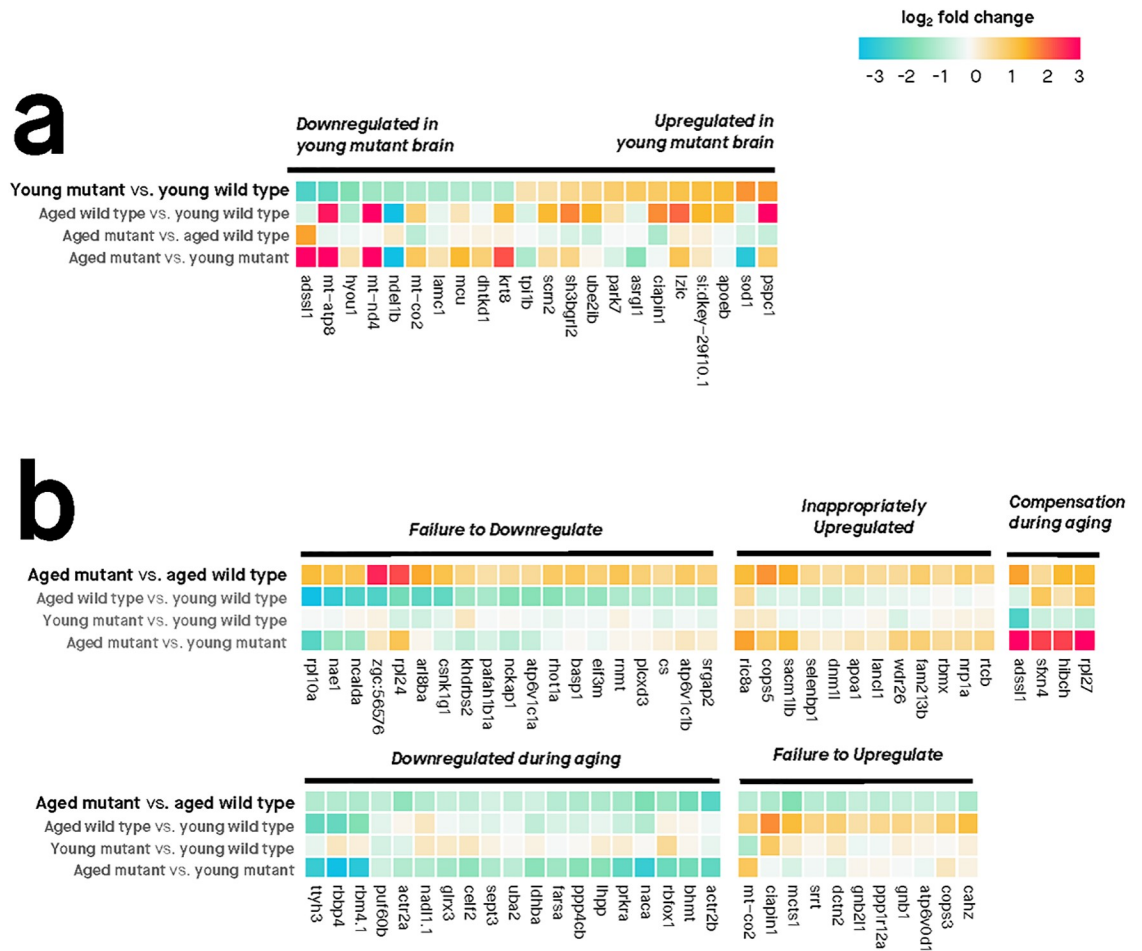 log2 fold change
-3 -2 -1 0 1 2 3
a
Downregulated in
young mutant brain
Upregulated in
young mutant brain
Young mutant vs. young wild type
Aged wild type vs. young wild type
Aged mutant vs. aged wild type
Aged mutant vs. young mutant
adssl1 mt-atp8 hyou1 mt-nd4 ndel1b mt-co2 lamc1 mcu dhtkd1 krt8 tpi1b scrn2 sh3bgrl2 ube2lb park7 asrgl1 ciapin1 lzic si:dkey-29f10.1 apoeb sod1 pspc1
b
Failure to Downregulate
Inappropriately
Upregulated
Compensation
during aging
Aged mutant vs. aged wild type
Aged wild type vs. young wild type
Young mutant vs. young wild type
Aged mutant vs. young mutant
rpl10a nae1 ncalda zgc:56576 rpl24 arl8ba csnk1g1 khdrbs2 pafah1b1a nckap1 atp6v1c1a rhot1a basp1 eif3m rnmt plcxd3 cs atp6v1c1b srgap2 ric8a cops5 sacm1lb selenbp1 dnm1l apoa1 lancl1 wdr26 fam213b rbmx nrp1a rtcb adssl1 sfxn4 hibch rpl27
Downregulated during aging
Failure to Upregulate
Aged mutant vs. aged wild type
Aged wild type vs. young wild type
Young mutant vs. young wild type
Aged mutant vs. young mutant
ttyh3 rbbp4 rbm4.1 puf60b actr2a nadl1.1 glrx3 celf2 sept3 uba2 ldhba farsa ppp4cb lhpp prkra naca rbfox1 bhmt actr2b mt-co2 ciapin1 mcts1 srrt dctn2 gnb2l1 ppp1r12a gnb1 atp6v0d1 cops3 cahz